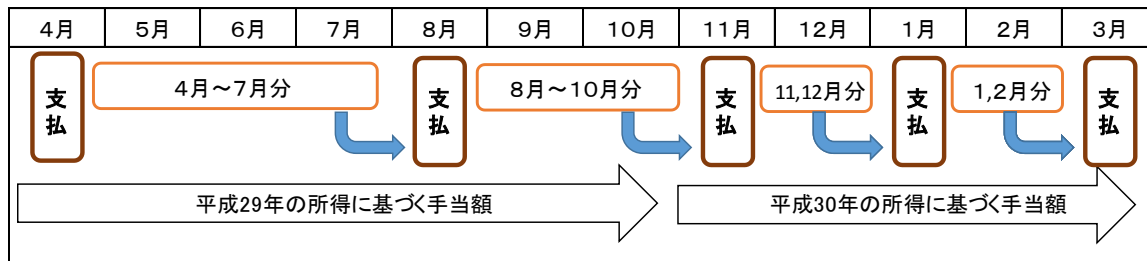 4月 5月 6月 7月 8月 9月 10月 11月 12月 1月 2月 3月
支払 4月～7月分 支払 8月～10月分 支払 11,12月分 支払 1,2月分 支払
平成29年の所得に基づく手当額 平成30年の所得に基づく手当額